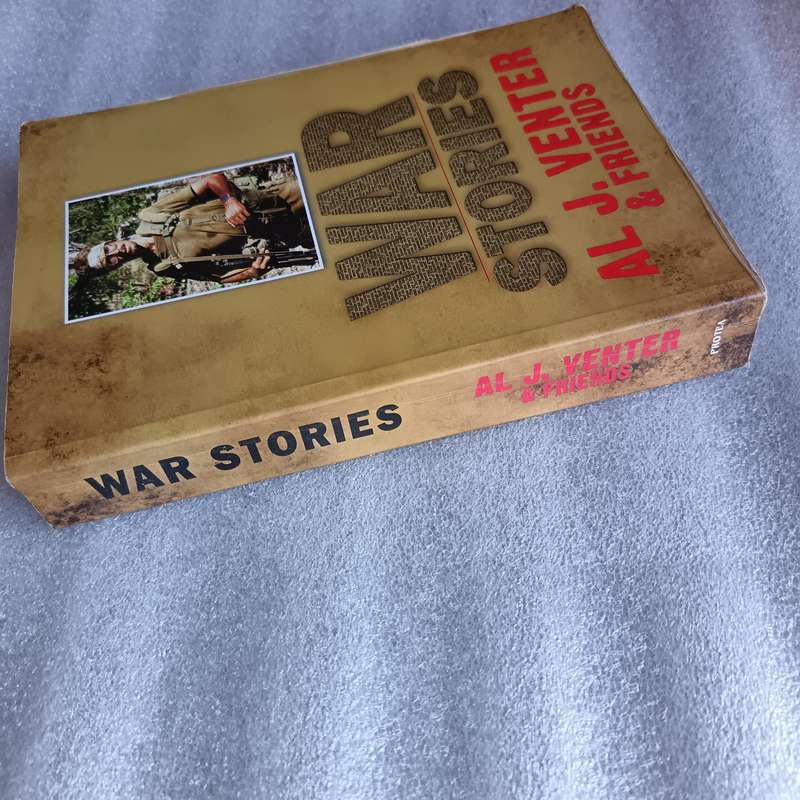 WAR
STORIES
AL J. VENTER
& FRIENDS
WAR STORIES
AL J. VENTER
& FRIENDS
PROTEA